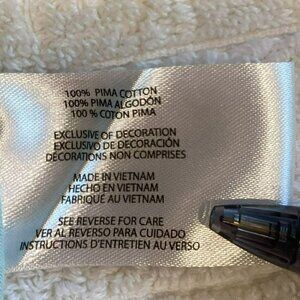 100% PIMA COTTON
100% PIMA ALGODÓN
100 % COTON PIMA
EXCLUSIVE OF DECORATION
EXCLUSIVO DE DECORACIÓN
DÉCORATIONS NON COMPRISES
MADE IN VIETNAM
HECHO EN VIETNAM
FABRIQUÉ AU VIETNAM
SEE REVERSE FOR CARE
VER AL REVERSO PARA CUIDADO
INSTRUCTIONS D'ENTRETIEN AU VERSO